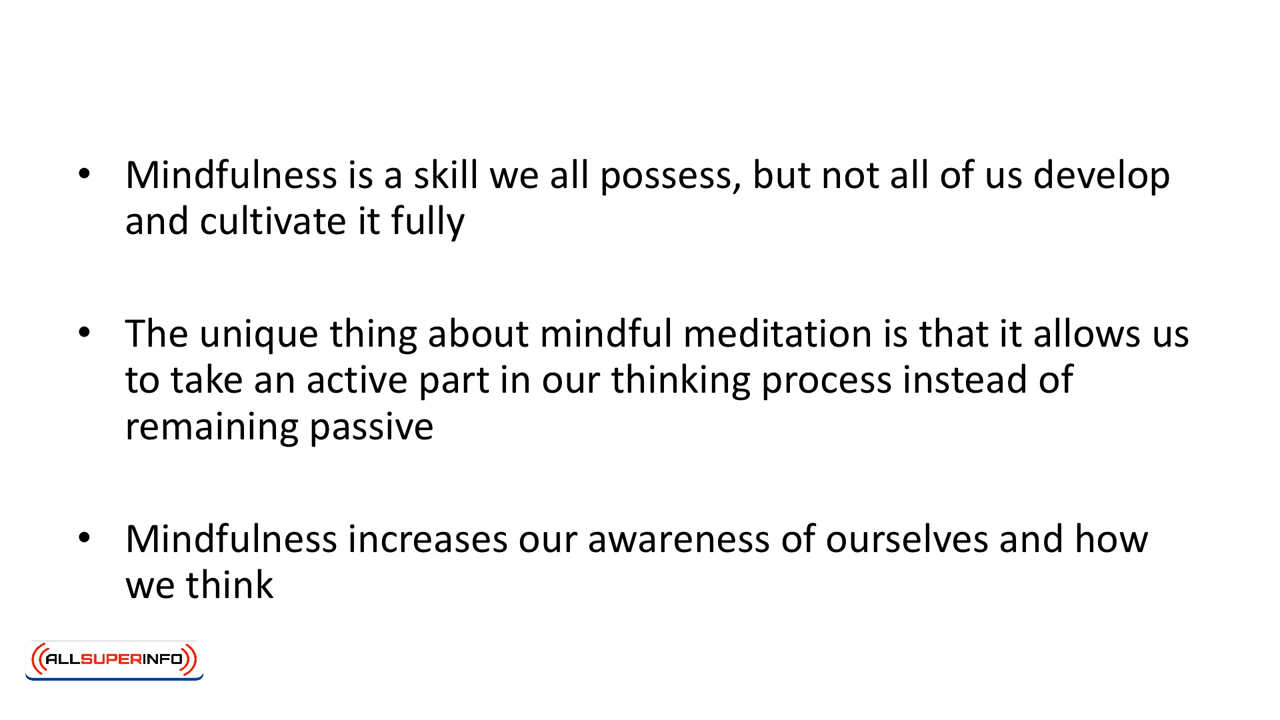 • Mindfulness is a skill we all possess, but not all of us develop
and cultivate it fully
• The unique thing about mindful meditation is that it allows us
to take an active part in our thinking process instead of
remaining passive
• Mindfulness increases our awareness of ourselves and how
we think
ALLSUPERINFO